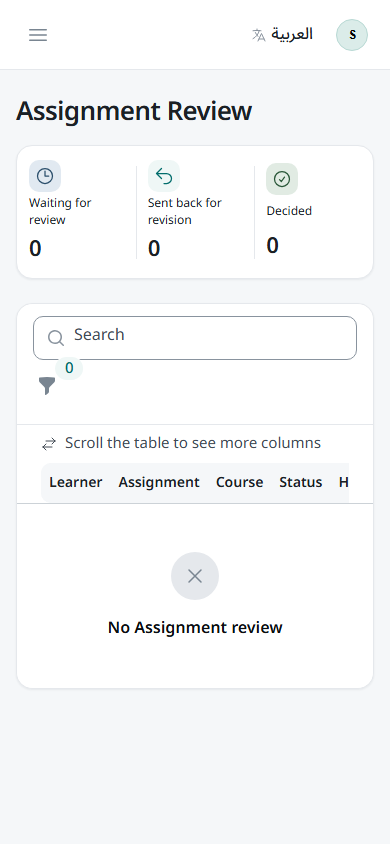 العربية
S
Assignment Review
Waiting for
review
0
Sent back for
revision
0
Decided
0
Search
0
Scroll the table to see more columns
Learner Assignment Course Status H
No Assignment review